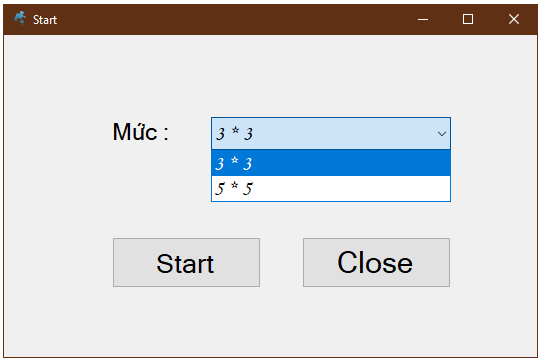 Start
Mức :
3 * 3
3 * 3
5 * 5
Start
Close